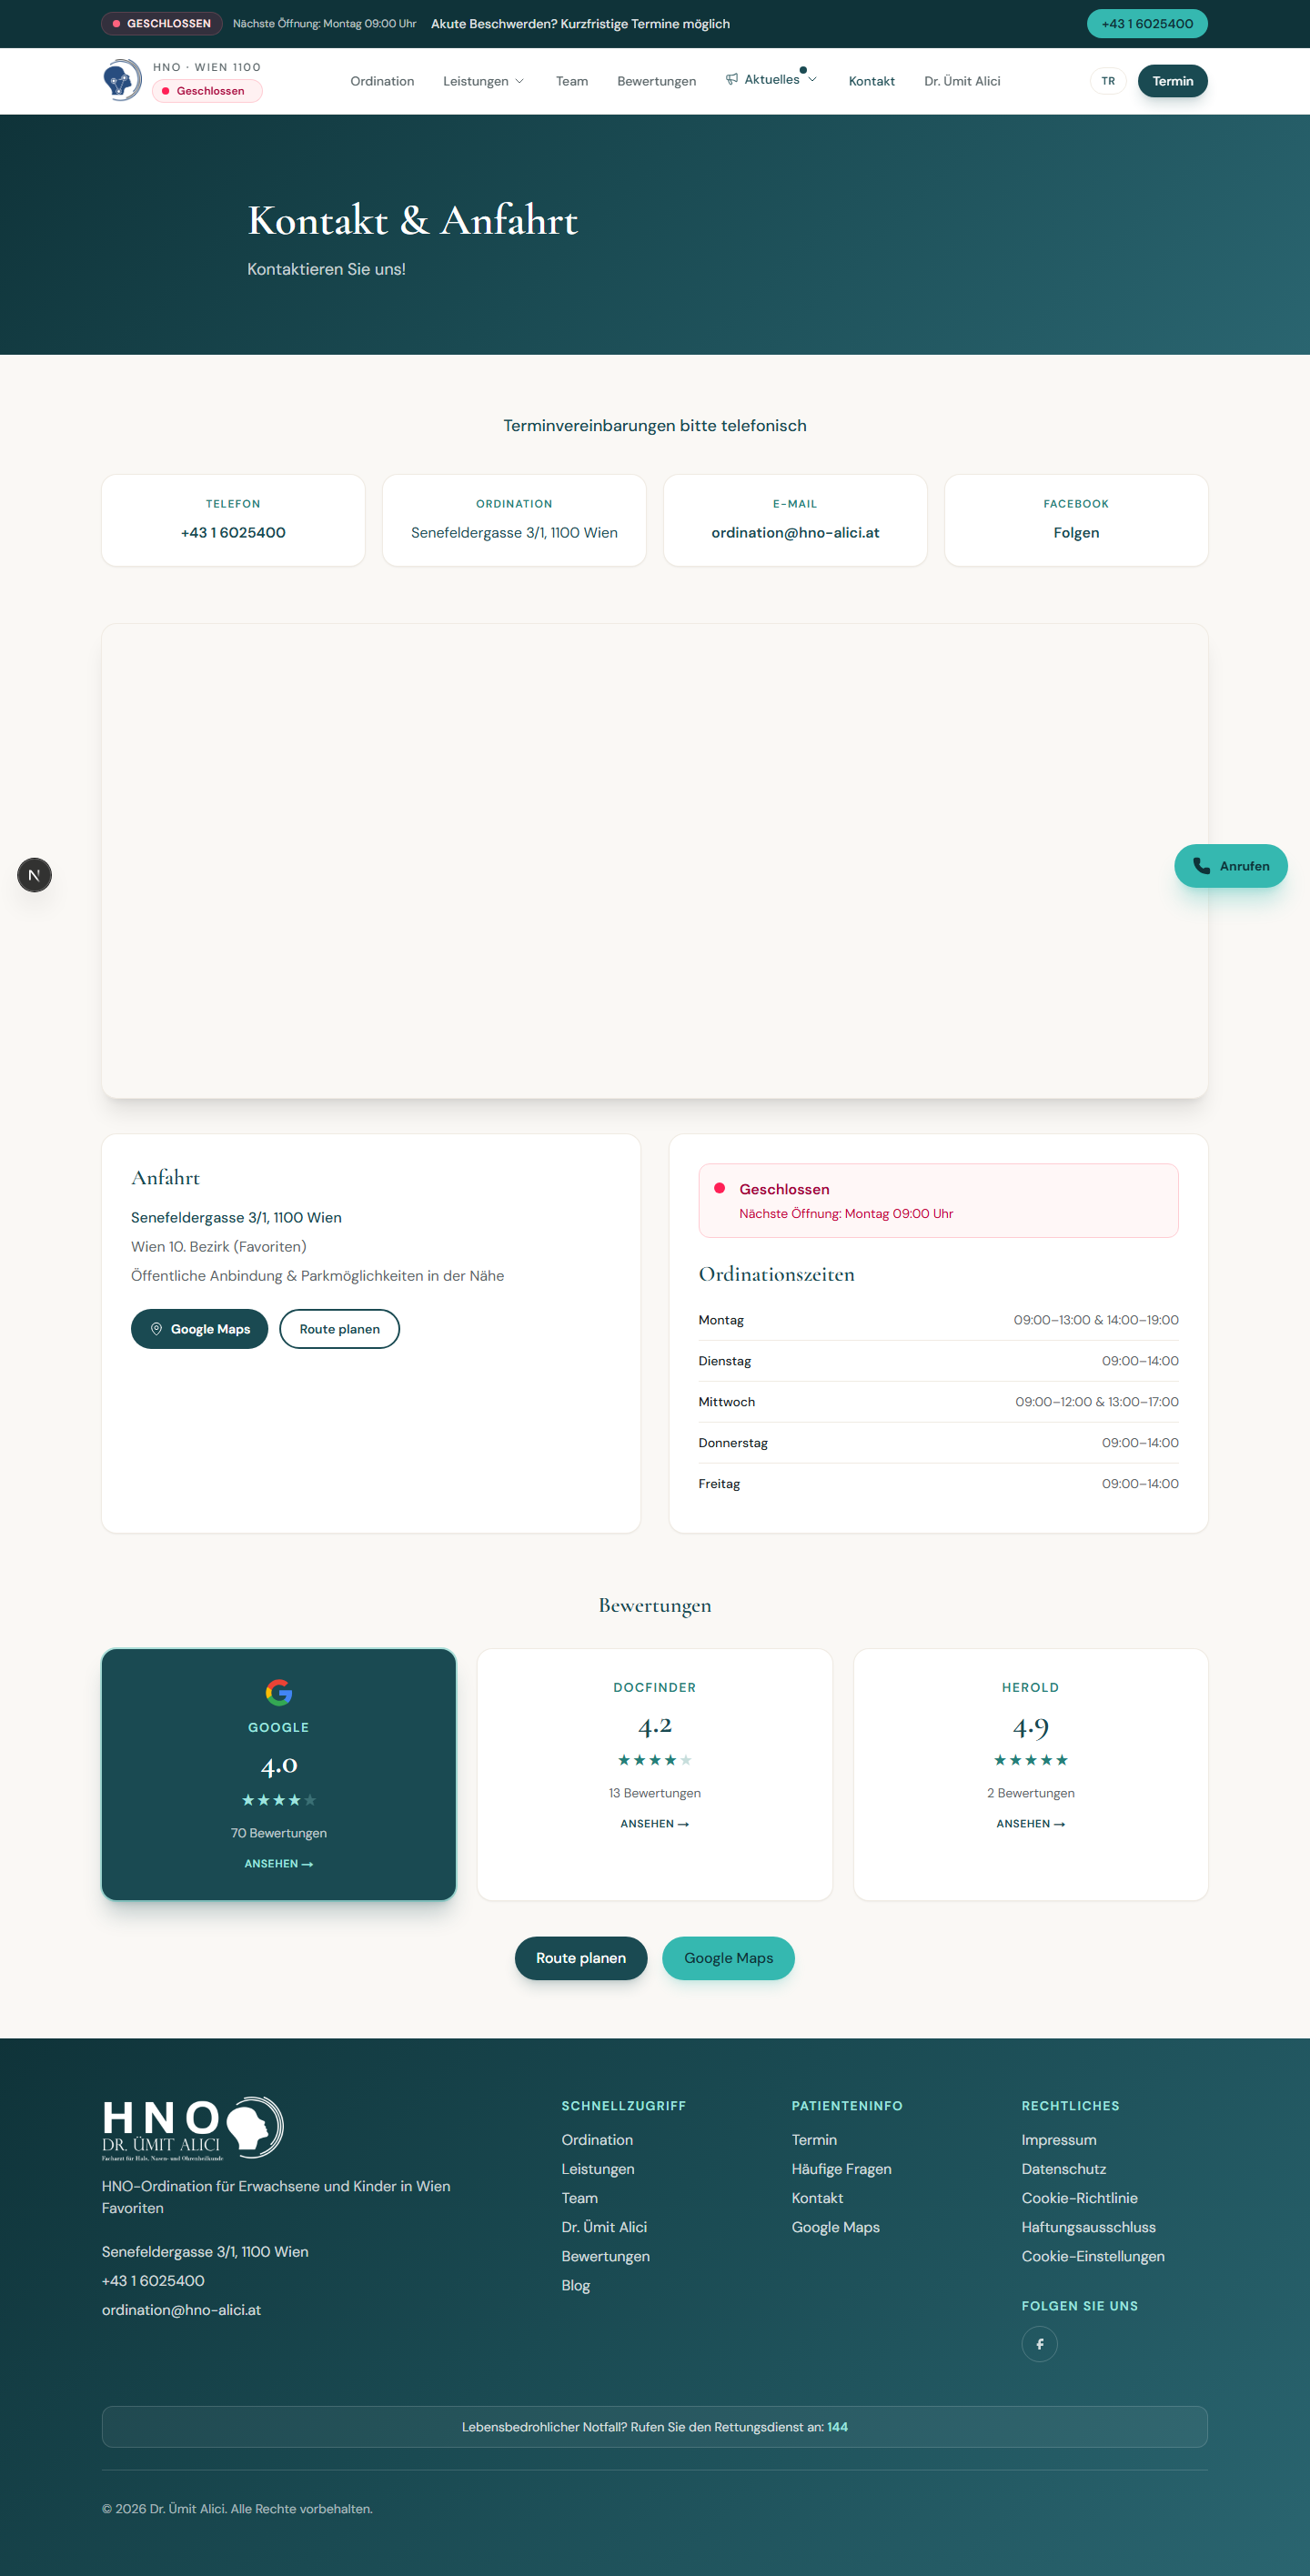 GESCHLOSSEN Nächste Öffnung: Montag 09:00 Uhr Akute Beschwerden? Kurzfristige Termine möglich +43 1 6025400
HNO · WIEN 1100
Geschlossen
Ordination Leistungen Team Bewertungen Aktuelles Kontakt Dr. Ümit Alici TR Termin
Kontakt & Anfahrt
Kontaktieren Sie uns!
Terminvereinbarungen bitte telefonisch
TELEFON
+43 1 6025400
ORDINATION
Senefeldergasse 3/1, 1100 Wien
E-MAIL
ordination@hno-alici.at
FACEBOOK
Folgen
N
Anrufen
Anfahrt
Senefeldergasse 3/1, 1100 Wien
Wien 10. Bezirk (Favoriten)
Öffentliche Anbindung & Parkmöglichkeiten in der Nähe
Google Maps Route planen
Geschlossen
Nächste Öffnung: Montag 09:00 Uhr
Ordinationszeiten
Montag 09:00–13:00 & 14:00–19:00
Dienstag 09:00–14:00
Mittwoch 09:00–12:00 & 13:00–17:00
Donnerstag 09:00–14:00
Freitag 09:00–14:00
Bewertungen
GOOGLE
4.0
★★★★★
70 Bewertungen
ANSEHEN →
DOCFINDER
4.2
★★★★★
13 Bewertungen
ANSEHEN →
HEROLD
4.9
★★★★★
2 Bewertungen
ANSEHEN →
Route planen Google Maps
HNO
DR. ÜMIT ALICI
Facharzt für Hals, Nasen- und Ohrenheilkunde
HNO-Ordination für Erwachsene und Kinder in Wien
Favoriten
Senefeldergasse 3/1, 1100 Wien
+43 1 6025400
ordination@hno-alici.at
SCHNELLZUGRIFF
Ordination
Leistungen
Team
Dr. Ümit Alici
Bewertungen
Blog
PATIENTENINFO
Termin
Häufige Fragen
Kontakt
Google Maps
RECHTLICHES
Impressum
Datenschutz
Cookie-Richtlinie
Haftungsausschluss
Cookie-Einstellungen
FOLGEN SIE UNS
Lebensbedrohlicher Notfall? Rufen Sie den Rettungsdienst an: 144
© 2026 Dr. Ümit Alici. Alle Rechte vorbehalten.